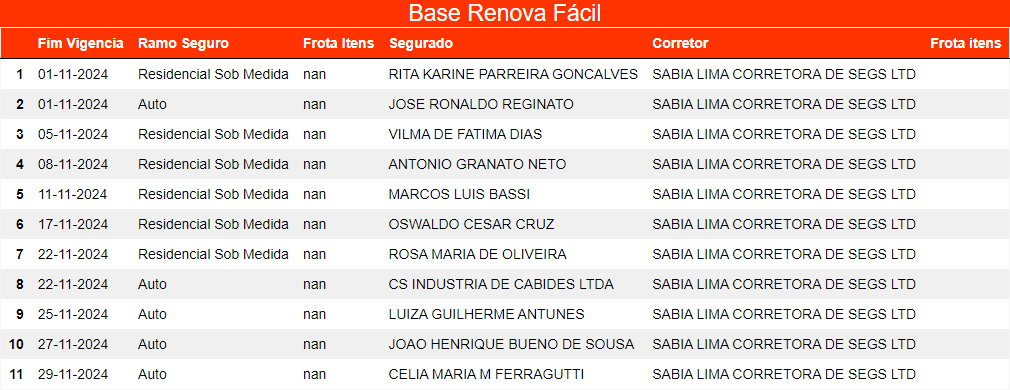 Base Renova Fácil
Fim Vigencia Ramo Seguro Frota Itens Segurado Corretor Frota itens
1 01-11-2024 Residencial Sob Medida nan RITA KARINE PARREIRA GONCALVES SABIA LIMA CORRETORA DE SEGS LTD
2 01-11-2024 Auto nan JOSE RONALDO REGINATO SABIA LIMA CORRETORA DE SEGS LTD
3 05-11-2024 Residencial Sob Medida nan VILMA DE FATIMA DIAS SABIA LIMA CORRETORA DE SEGS LTD
4 08-11-2024 Residencial Sob Medida nan ANTONIO GRANATO NETO SABIA LIMA CORRETORA DE SEGS LTD
5 11-11-2024 Residencial Sob Medida nan MARCOS LUIS BASSI SABIA LIMA CORRETORA DE SEGS LTD
6 17-11-2024 Residencial Sob Medida nan OSWALDO CESAR CRUZ SABIA LIMA CORRETORA DE SEGS LTD
7 22-11-2024 Residencial Sob Medida nan ROSA MARIA DE OLIVEIRA SABIA LIMA CORRETORA DE SEGS LTD
8 22-11-2024 Auto nan CS INDUSTRIA DE CABIDES LTDA SABIA LIMA CORRETORA DE SEGS LTD
9 25-11-2024 Auto nan LUIZA GUILHERME ANTUNES SABIA LIMA CORRETORA DE SEGS LTD
10 27-11-2024 Auto nan JOAO HENRIQUE BUENO DE SOUSA SABIA LIMA CORRETORA DE SEGS LTD
11 29-11-2024 Auto nan CELIA MARIA M FERRAGUTTI SABIA LIMA CORRETORA DE SEGS LTD